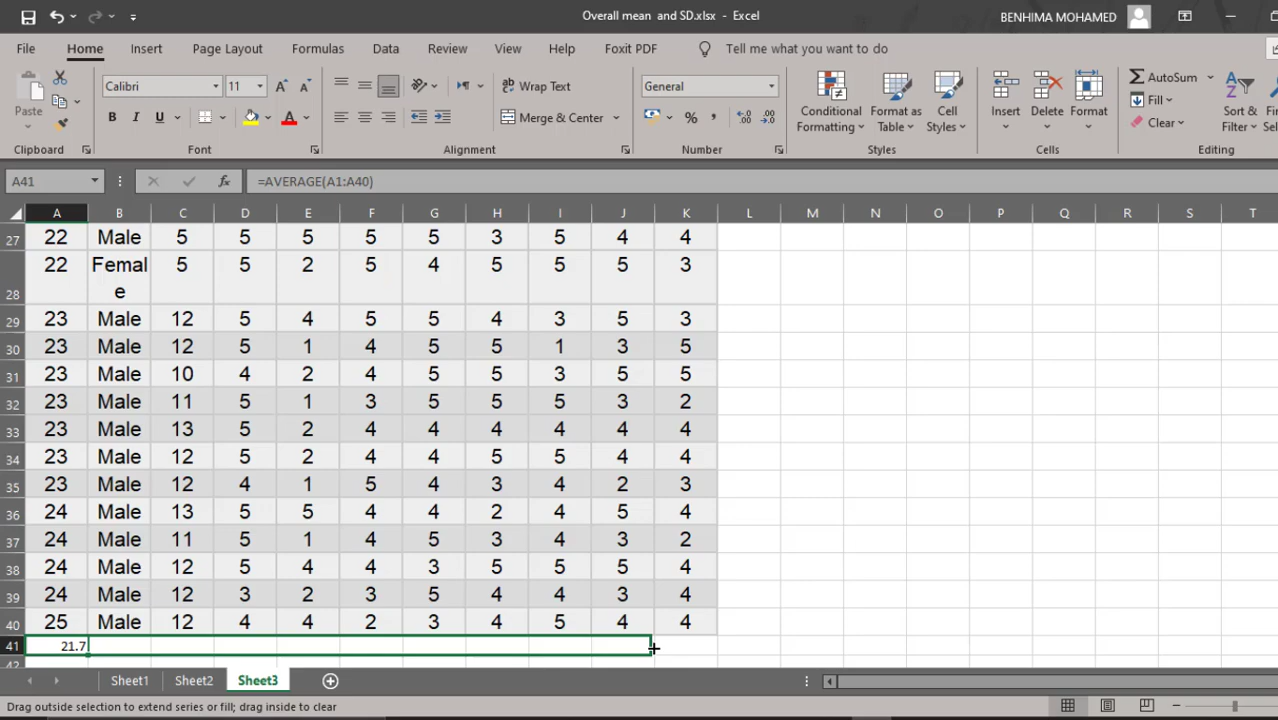 Overall mean and SD.xlsx - Excel
BENHIMA MOHAMED
File Home Insert Page Layout Formulas Data Review View Help Foxit PDF Tell me what you want to do
Paste
Calibri 11
B I U A
Wrap Text
Merge & Center
General
% ,
Conditional Formatting
Format as Table
Cell Styles
Insert
Delete
Format
AutoSum
Fill
Clear
Sort & Filter
Clipboard Font Alignment Number Styles Cells Editing
A41 fx =AVERAGE(A1:A40)
A B C D E F G H I J K L M N O P Q R S T
27 22 Male 5 5 5 5 5 3 5 4 4
28 22 Femal 5 5 2 5 4 5 5 5 3
e
29 23 Male 12 5 4 5 5 4 3 5 3
30 23 Male 12 5 1 4 5 5 1 3 5
31 23 Male 10 4 2 4 5 5 3 5 5
32 23 Male 11 5 1 3 5 5 5 3 2
33 23 Male 13 5 2 4 4 4 4 4 4
34 23 Male 12 5 2 4 4 5 5 4 4
35 23 Male 12 4 1 5 4 3 4 2 3
36 24 Male 13 5 5 4 4 2 4 5 4
37 24 Male 11 5 1 4 5 3 4 3 2
38 24 Male 12 5 4 4 3 5 5 5 4
39 24 Male 12 3 2 3 5 4 4 3 4
40 25 Male 12 4 4 2 3 4 5 4 4
41 21.7
42
Sheet1 Sheet2 Sheet3
Drag outside selection to extend series or fill; drag inside to clear